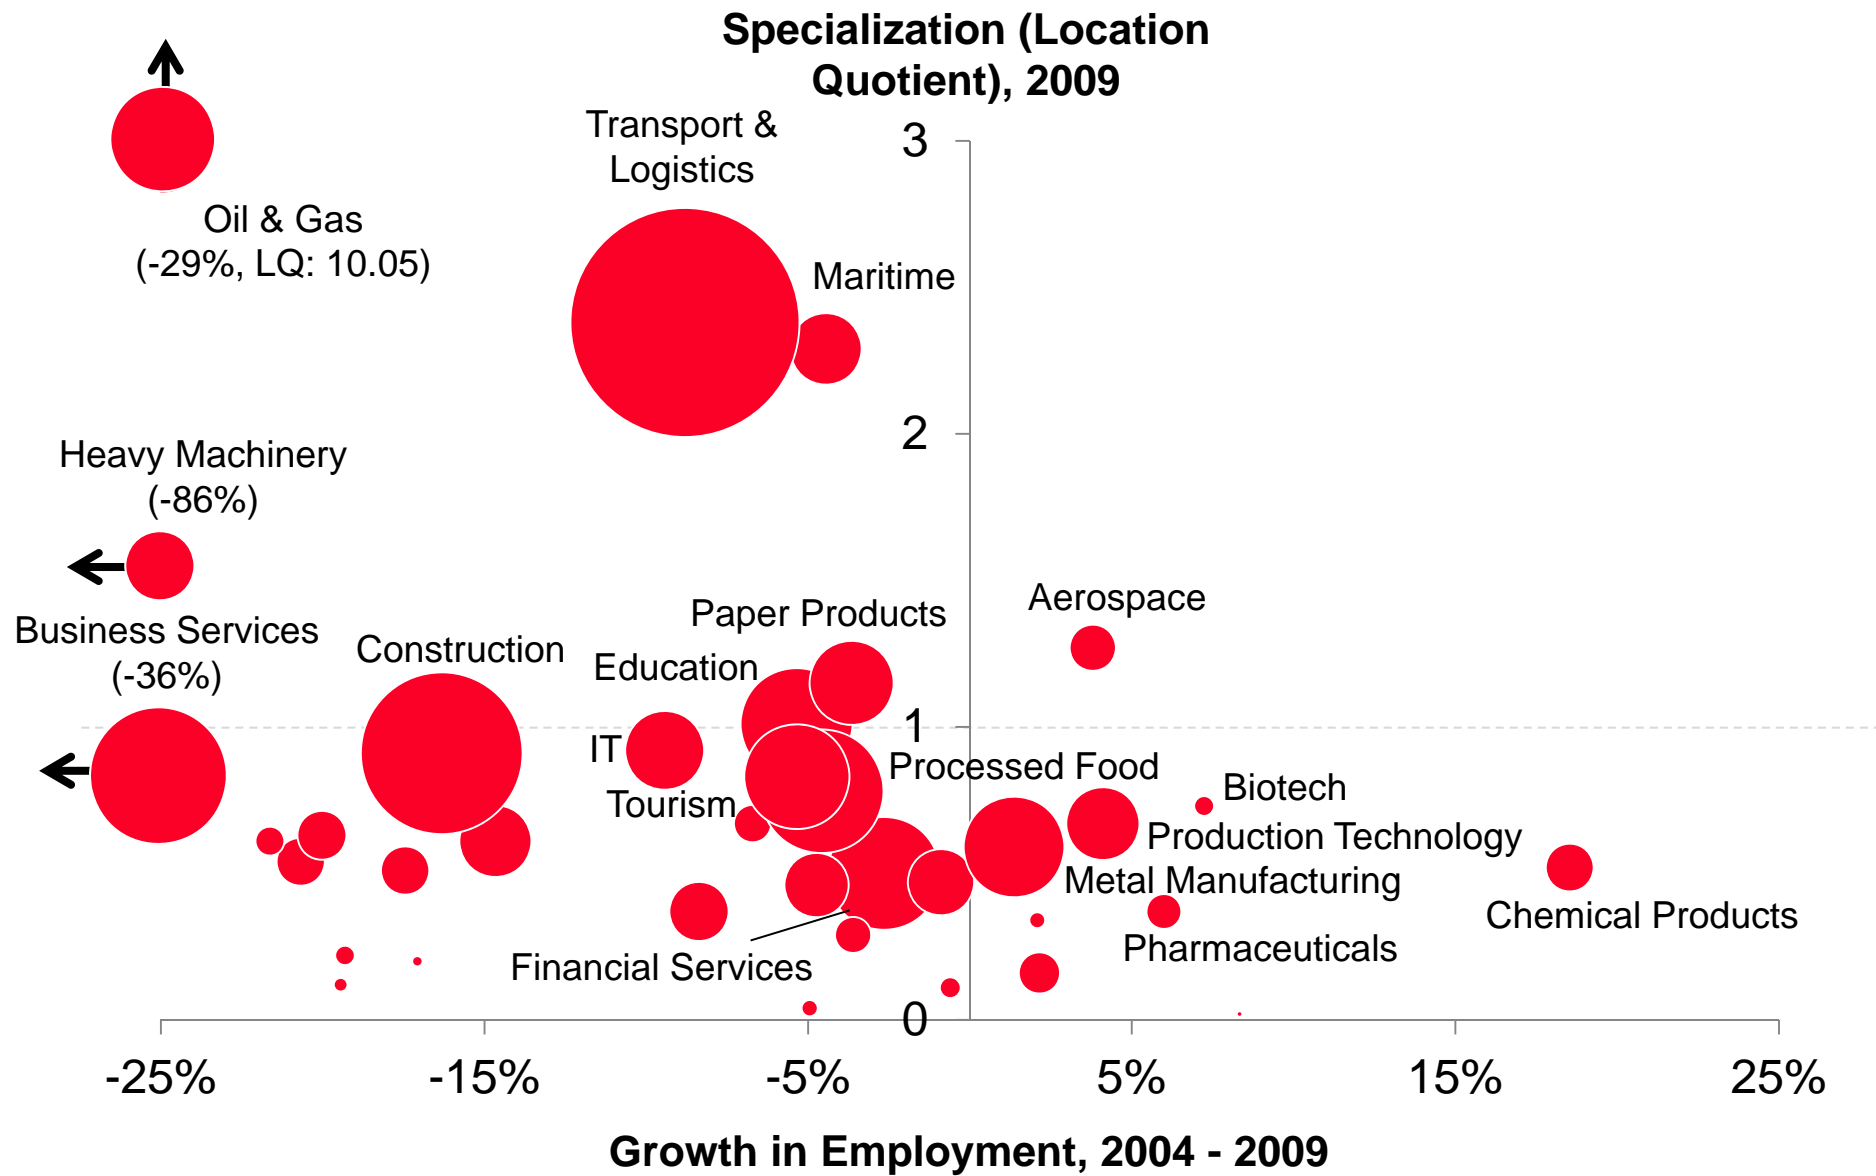 Specialization (Location
Quotient), 2009
Transport &
Logistics
3
Oil & Gas
(-29%, LQ: 10.05)
Maritime
2
Heavy Machinery
(-86%)
Aerospace
Paper Products
Business Services
(-36%)
Construction
Education
1
IT
Processed Food
Tourism
Biotech
Production Technology
Metal Manufacturing
Chemical Products
Pharmaceuticals
Financial Services
0
-25%
-15%
-5%
5%
15%
25%
Growth in Employment, 2004 - 2009